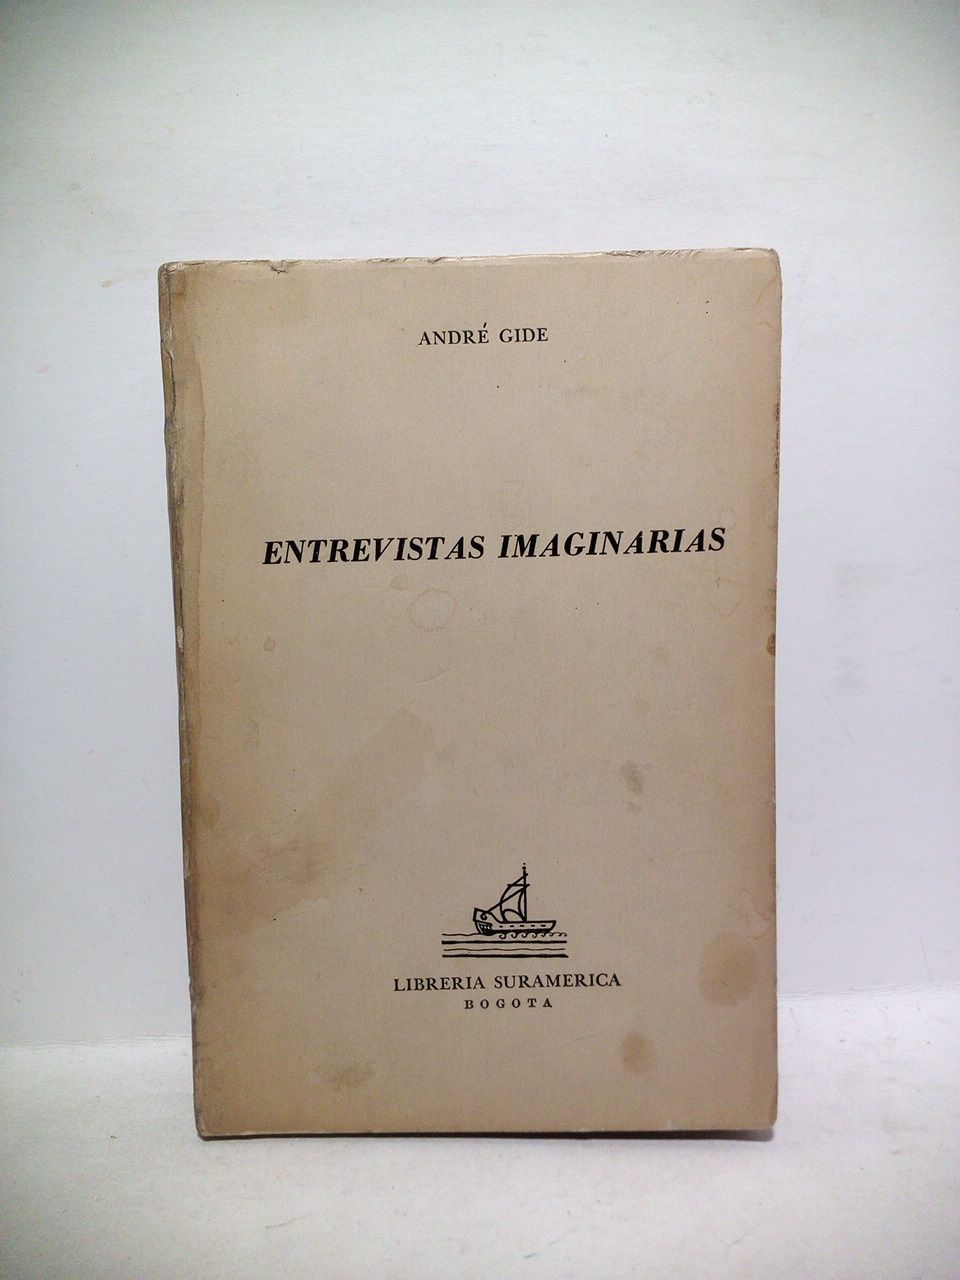 ANDRÉ GIDE
ENTREVISTAS IMAGINARIAS
LIBRERIA SURAMERICA
BOGOTA